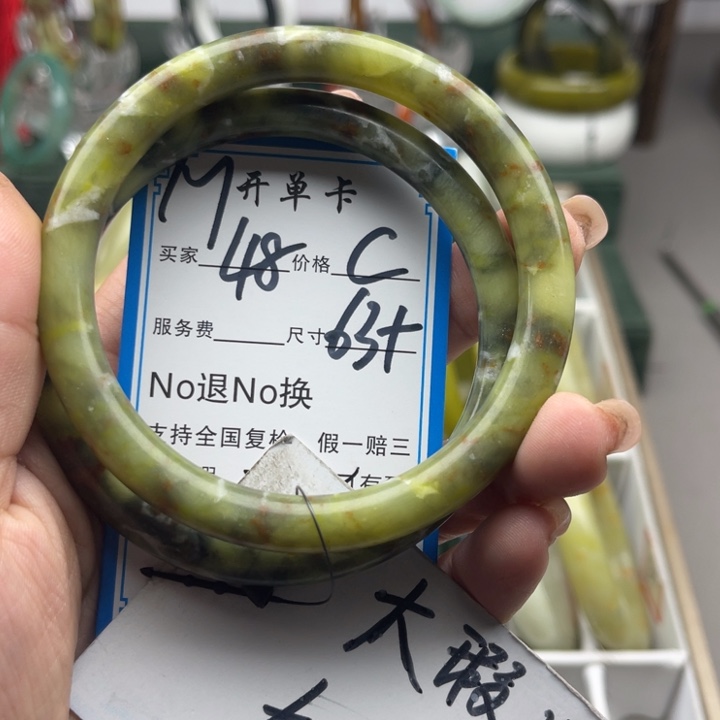 M 开单卡
买家 48 价格 C
服务费 尺寸 63+
No退No换
支持全国复检 假一赔三
大